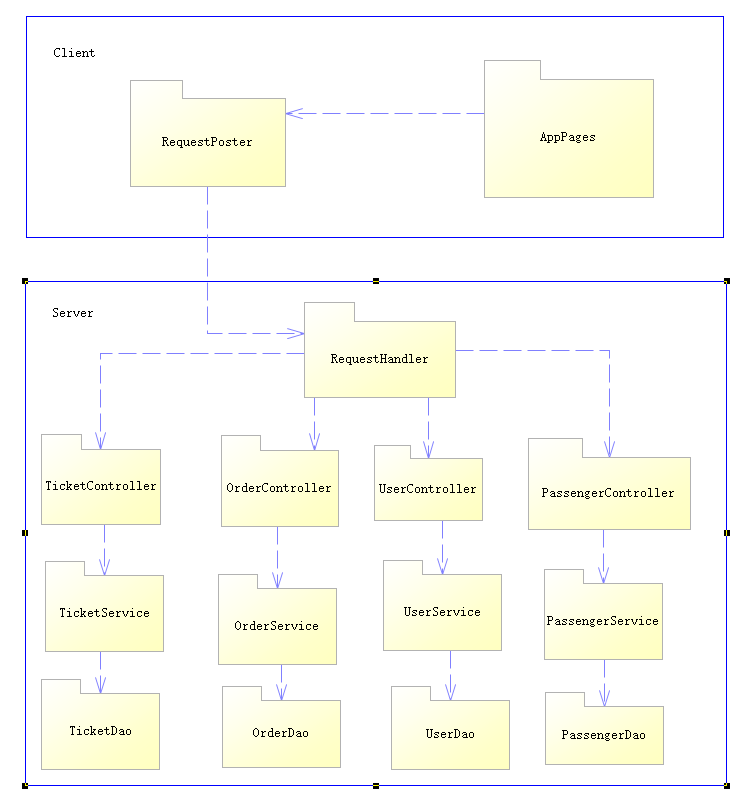 Client
RequestPoster
AppPages
Server
RequestHandler
TicketController
OrderController
UserController
PassengerController
TicketService
OrderService
UserService
PassengerService
TicketDao
OrderDao
UserDao
PassengerDao